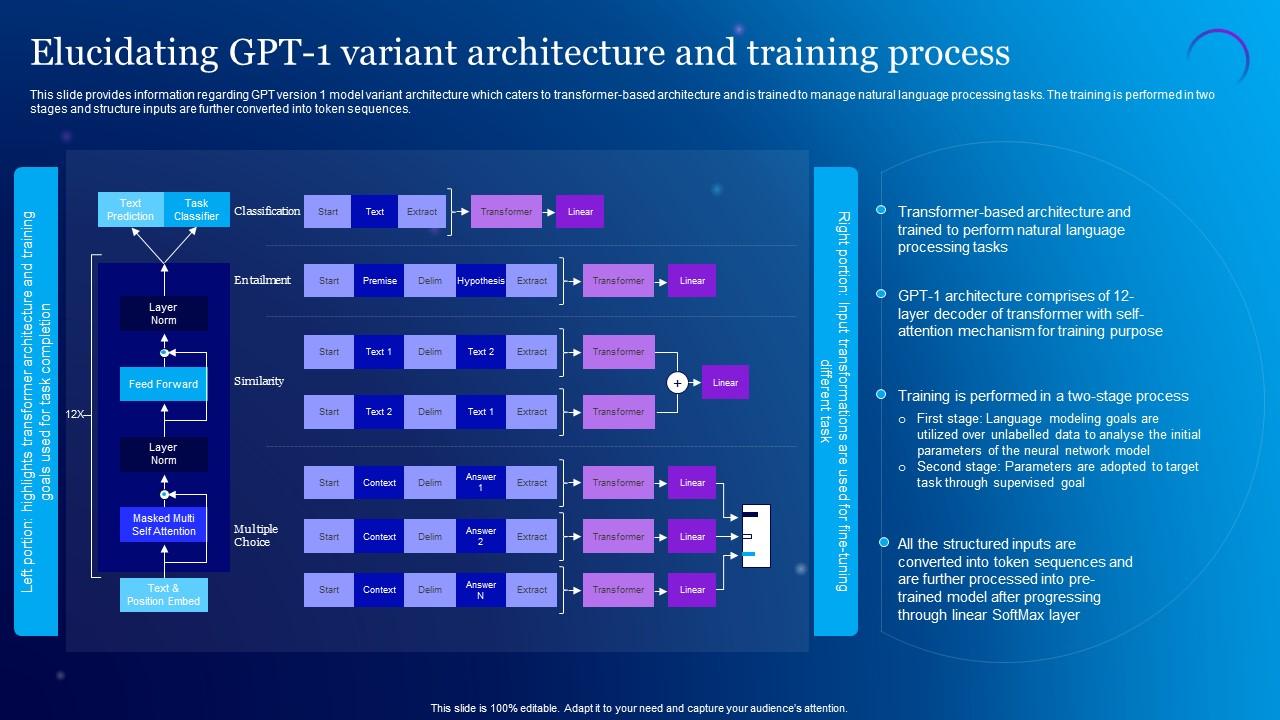 Elucidating GPT-1 variant architecture and training process
This slide provides information regarding GPT version 1 model variant architecture which caters to transformer-based architecture and is trained to manage natural language processing tasks. The training is performed in two
stages and structure inputs are further converted into token sequences.
Left portion: highlights transformer architecture and training
goals used for task completion
Text
Prediction
Task
Classifier
Layer
Norm
Feed Forward
12X
Layer
Norm
Masked Multi
Self Attention
Text &
Position Embed
Classification
Start
Text
Extract
Transformer
Linear
Entailment
Start
Premise
Delim
Hypothesis
Extract
Transformer
Linear
Similarity
Start
Text 1
Delim
Text 2
Extract
Transformer
Start
Text 2
Delim
Text 1
Extract
Transformer
+
Linear
Multiple
Choice
Start
Context
Delim
Answer
1
Extract
Transformer
Linear
Start
Context
Delim
Answer
2
Extract
Transformer
Linear
Start
Context
Delim
Answer
N
Extract
Transformer
Linear
Right portion: input transformations are used for fine-tuning
different task
Transformer-based architecture and
trained to perform natural language
processing tasks
GPT-1 architecture comprises of 12-
layer decoder of transformer with self-
attention mechanism for training purpose
Training is performed in a two-stage process
o First stage: Language modeling goals are
utilized over unlabelled data to analyse the initial
parameters of the neural network model
o Second stage: Parameters are adopted to target
task through supervised goal
All the structured inputs are
converted into token sequences and
are further processed into pre-
trained model after progressing
through linear SoftMax layer
This slide is 100% editable. Adapt it to your need and capture your audience's attention.